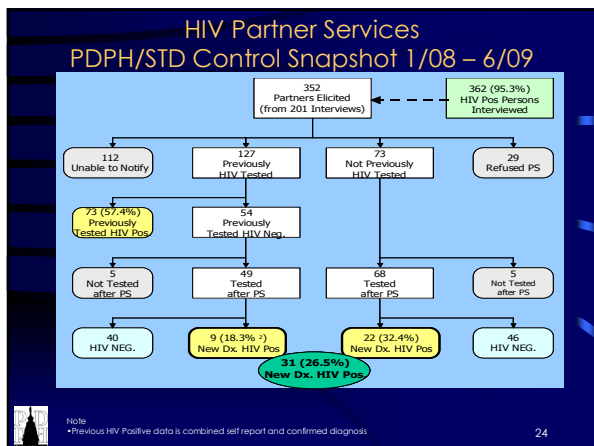 HIV Partner Services
PDPH/STD Control Snapshot 1/08 – 6/09
352
Partners Elicited
(from 201 Interviews)
362 (95.3%)
HIV Pos Persons
Interviewed
112
Unable to Notify
127
Previously
HIV Tested
73
Not Previously
HIV Tested
29
Refused PS
73 (57.4%)
Previously
Tested HIV Pos.
54
Previously
Tested HIV Neg.
5
Not Tested
after PS
49
Tested
after PS
68
Tested
after PS
5
Not Tested
after PS
40
HIV NEG.
9 (18.3% ²)
New Dx. HIV Pos
22 (32.4%)
New Dx. HIV Pos
46
HIV NEG.
31 (26.5%)
New Dx. HIV Pos.
Note
•Previous HIV Positive data is combined self report and confirmed diagnosis
24